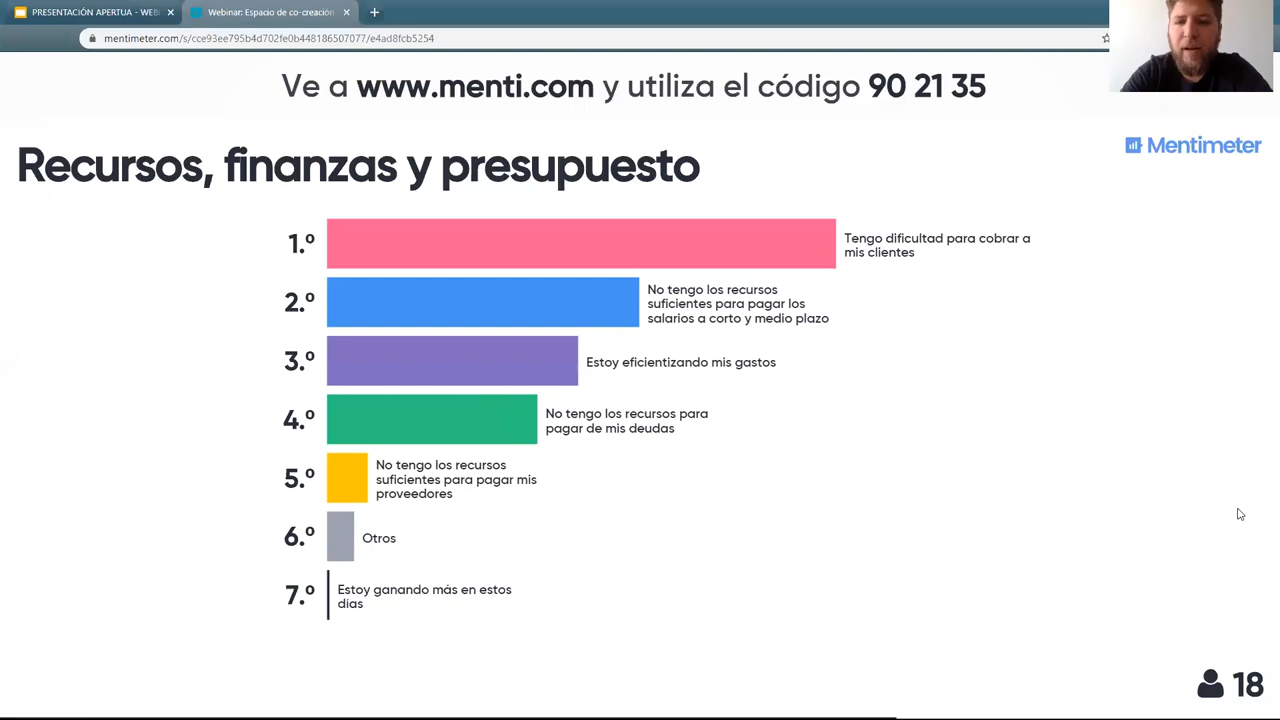 PRESENTACIÓN APERTUA - WEB
Webinar: Espacio de co-creación
mentimeter.com/s/cce93ee795b4d702fe0b448186507077/e4ad8fcb5254
Ve a www.menti.com y utiliza el código 90 21 35
Mentimeter
Recursos, finanzas y presupuesto
1.º
Tengo dificultad para cobrar a
mis clientes
2.º
No tengo los recursos
suficientes para pagar los
salarios a corto y medio plazo
3.º
Estoy eficientizando mis gastos
4.º
No tengo los recursos para
pagar de mis deudas
5.º
No tengo los recursos
suficientes para pagar mis
proveedores
6.º
Otros
7.º
Estoy ganando más en estos
días
18